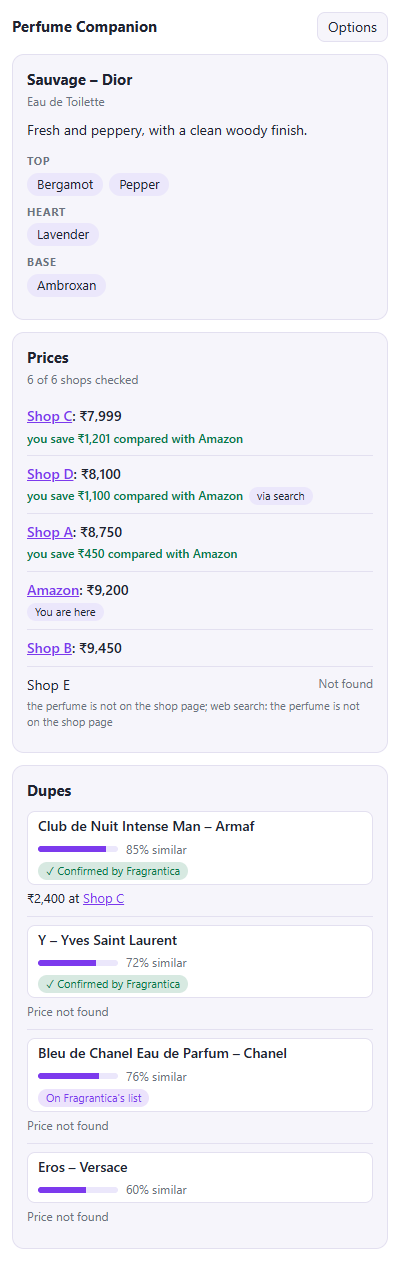 Perfume Companion
Options
Sauvage – Dior
Eau de Toilette
Fresh and peppery, with a clean woody finish.
TOP
Bergamot Pepper
HEART
Lavender
BASE
Ambroxan
Prices
6 of 6 shops checked
Shop C: ₹7,999
you save ₹1,201 compared with Amazon
Shop D: ₹8,100
you save ₹1,100 compared with Amazon via search
Shop A: ₹8,750
you save ₹450 compared with Amazon
Amazon: ₹9,200
You are here
Shop B: ₹9,450
Shop E Not found
the perfume is not on the shop page; web search: the perfume is not
on the shop page
Dupes
Club de Nuit Intense Man – Armaf
85% similar
✓ Confirmed by Fragrantica
₹2,400 at Shop C
Y – Yves Saint Laurent
72% similar
✓ Confirmed by Fragrantica
Price not found
Bleu de Chanel Eau de Parfum – Chanel
76% similar
On Fragrantica's list
Price not found
Eros – Versace
60% similar
Price not found